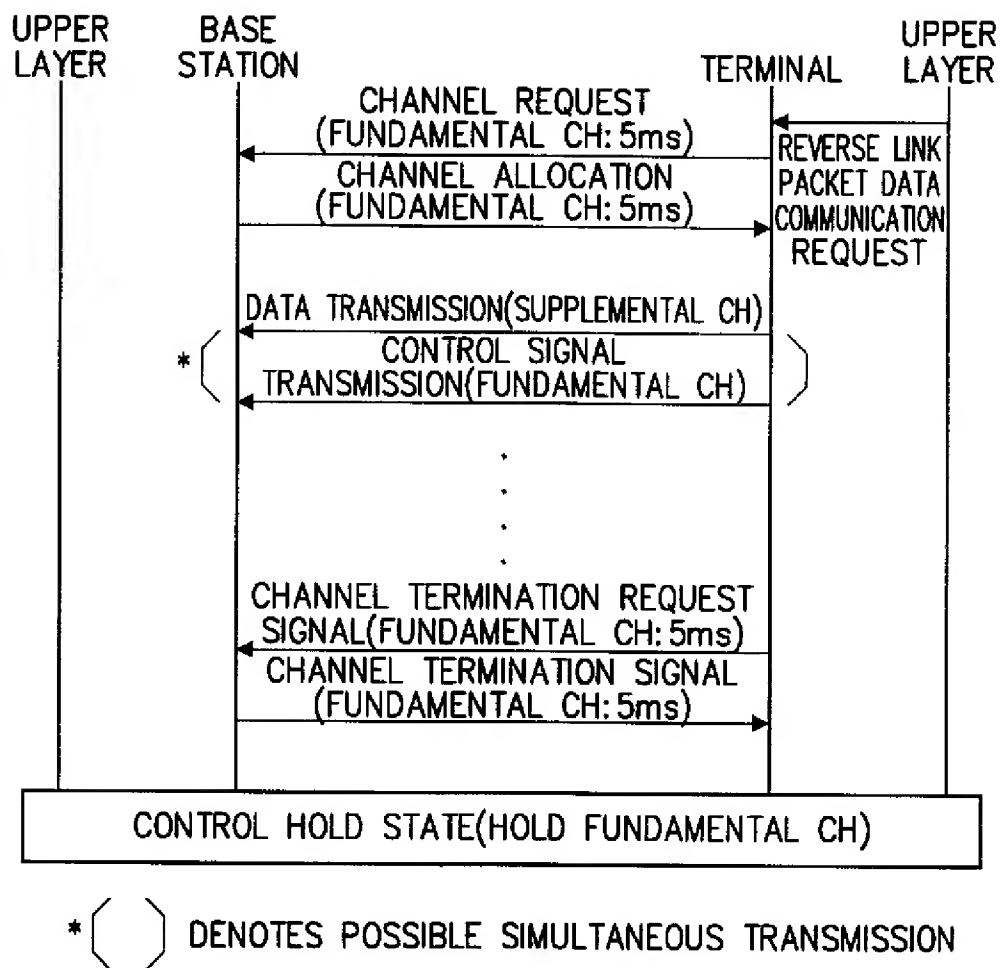 UPPER LAYER
BASE STATION
TERMINAL
UPPER LAYER
CHANNEL REQUEST
(FUNDAMENTAL CH: 5ms)
REVERSE LINK
PACKET DATA
COMMUNICATION
REQUEST
CHANNEL ALLOCATION
(FUNDAMENTAL CH: 5ms)
DATA TRANSMISSION(SUPPLEMENTAL CH)
*
CONTROL SIGNAL
TRANSMISSION(FUNDAMENTAL CH)
CHANNEL TERMINATION REQUEST
SIGNAL(FUNDAMENTAL CH: 5ms)
CHANNEL TERMINATION SIGNAL
(FUNDAMENTAL CH: 5ms)
CONTROL HOLD STATE(HOLD FUNDAMENTAL CH)
*( ) DENOTES POSSIBLE SIMULTANEOUS TRANSMISSION